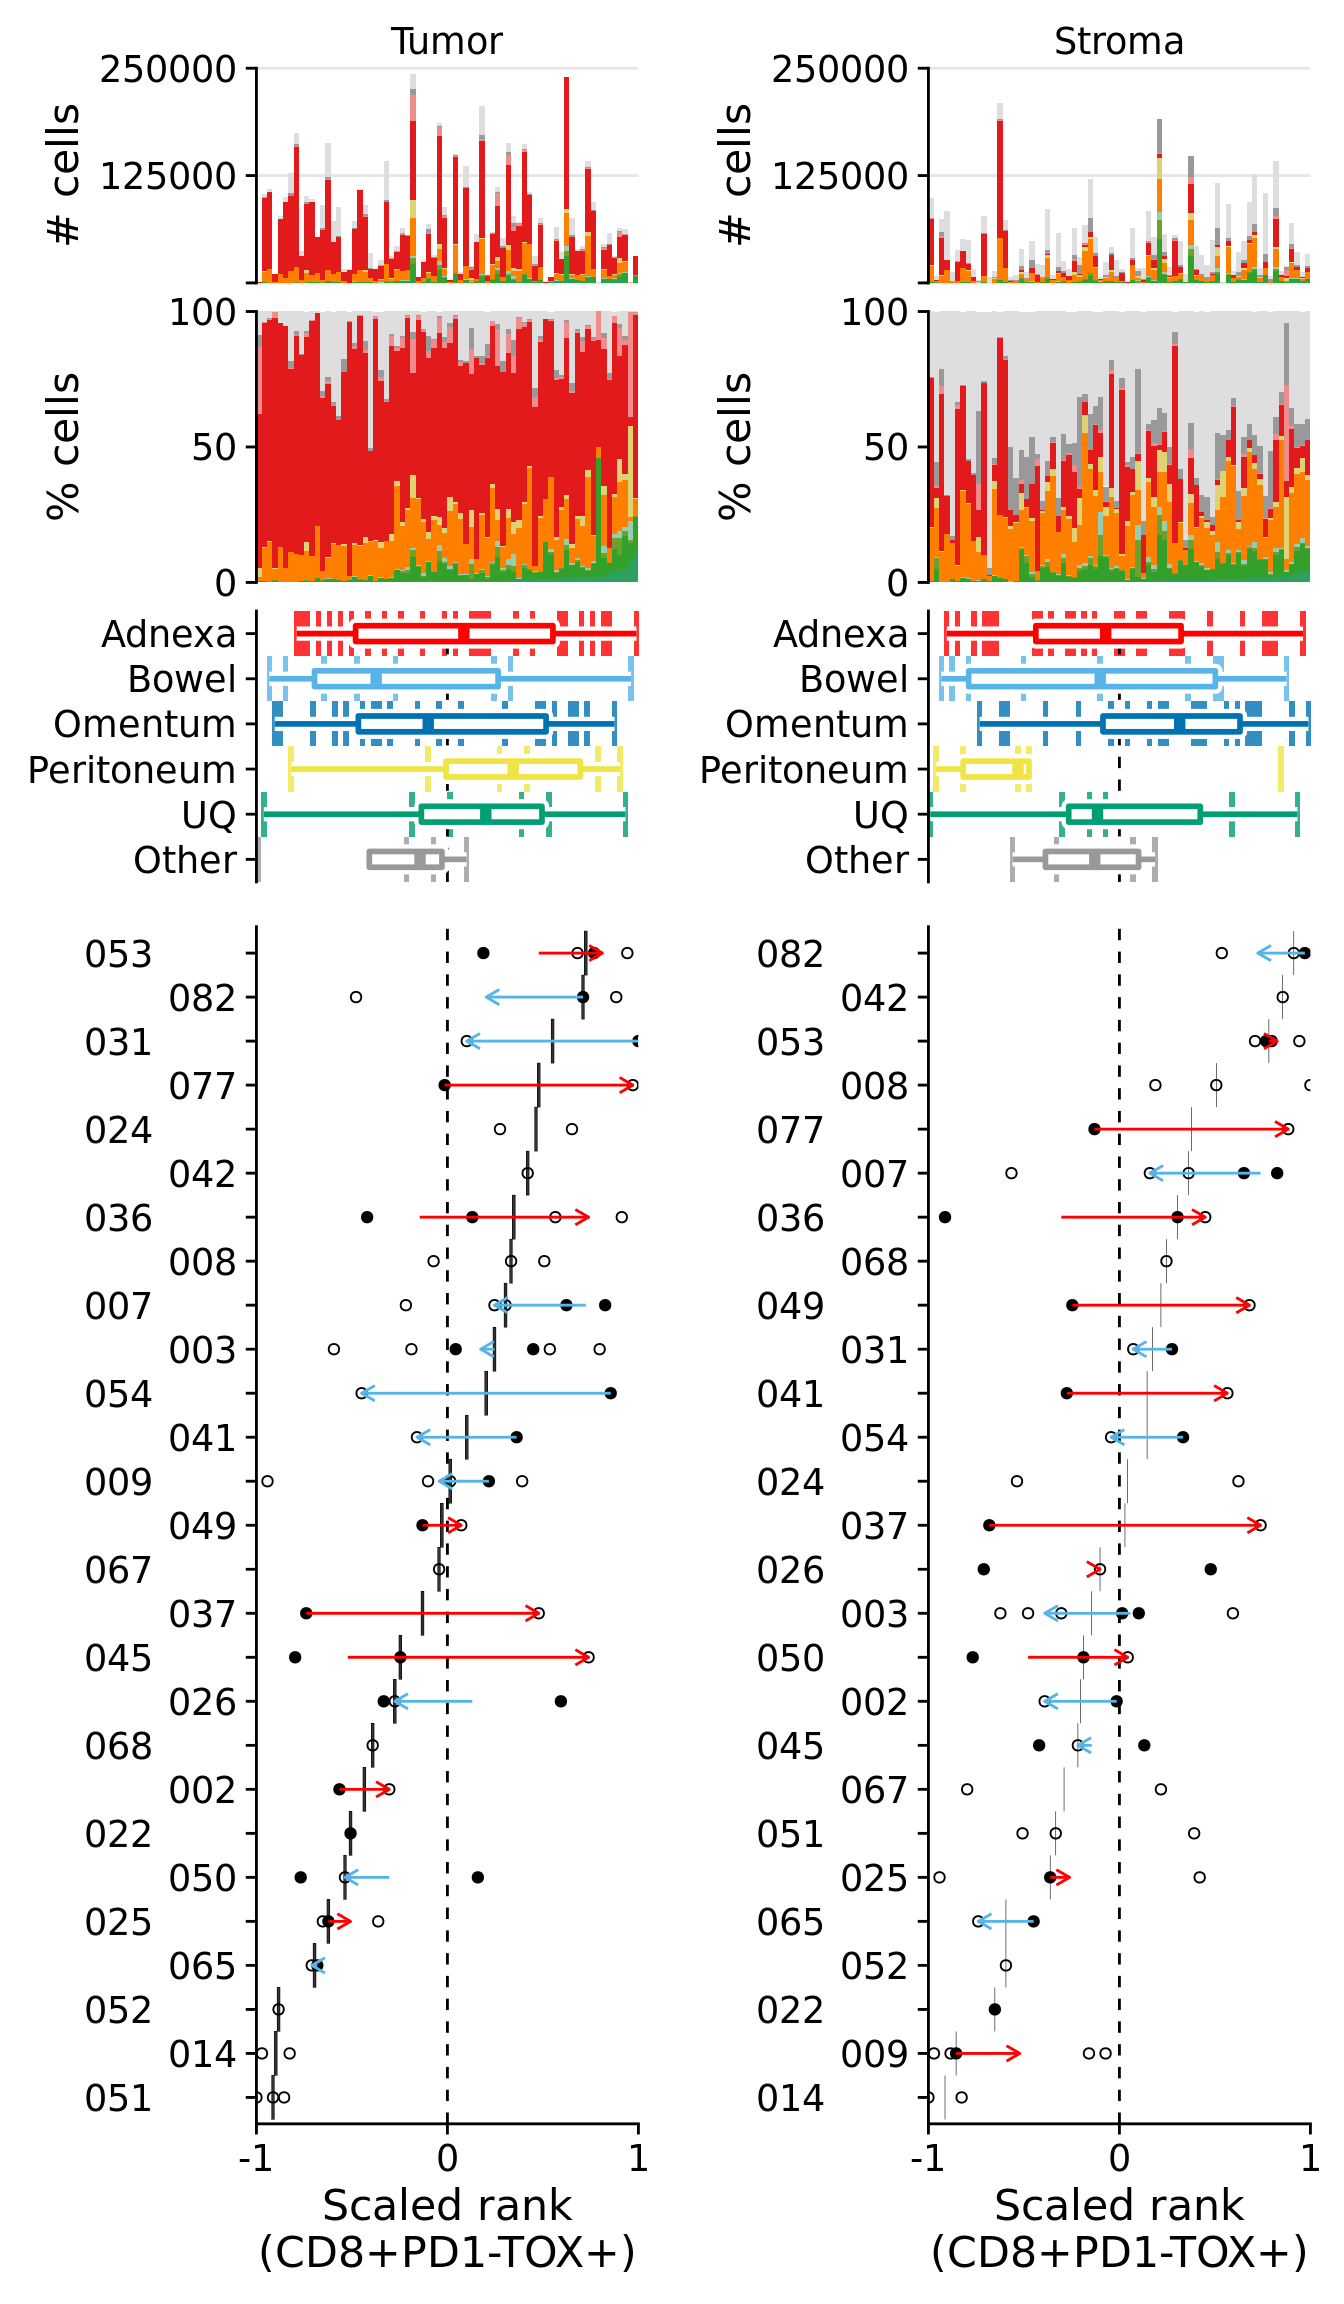 Tumor
250000
125000
# cells
100
50
0
% cells
Adnexa
Bowel
Omentum
Peritoneum
UQ
Other
053
082
031
077
024
042
036
008
007
003
054
041
009
049
067
037
045
026
068
002
022
050
025
065
052
014
051
-1 0 1
Scaled rank
(CD8+PD1-TOX+)
Stroma
250000
125000
# cells
100
50
0
% cells
Adnexa
Bowel
Omentum
Peritoneum
UQ
Other
082
042
053
008
077
007
036
068
049
031
041
054
024
037
026
003
050
002
045
067
051
025
065
052
022
009
014
-1 0 1
Scaled rank
(CD8+PD1-TOX+)